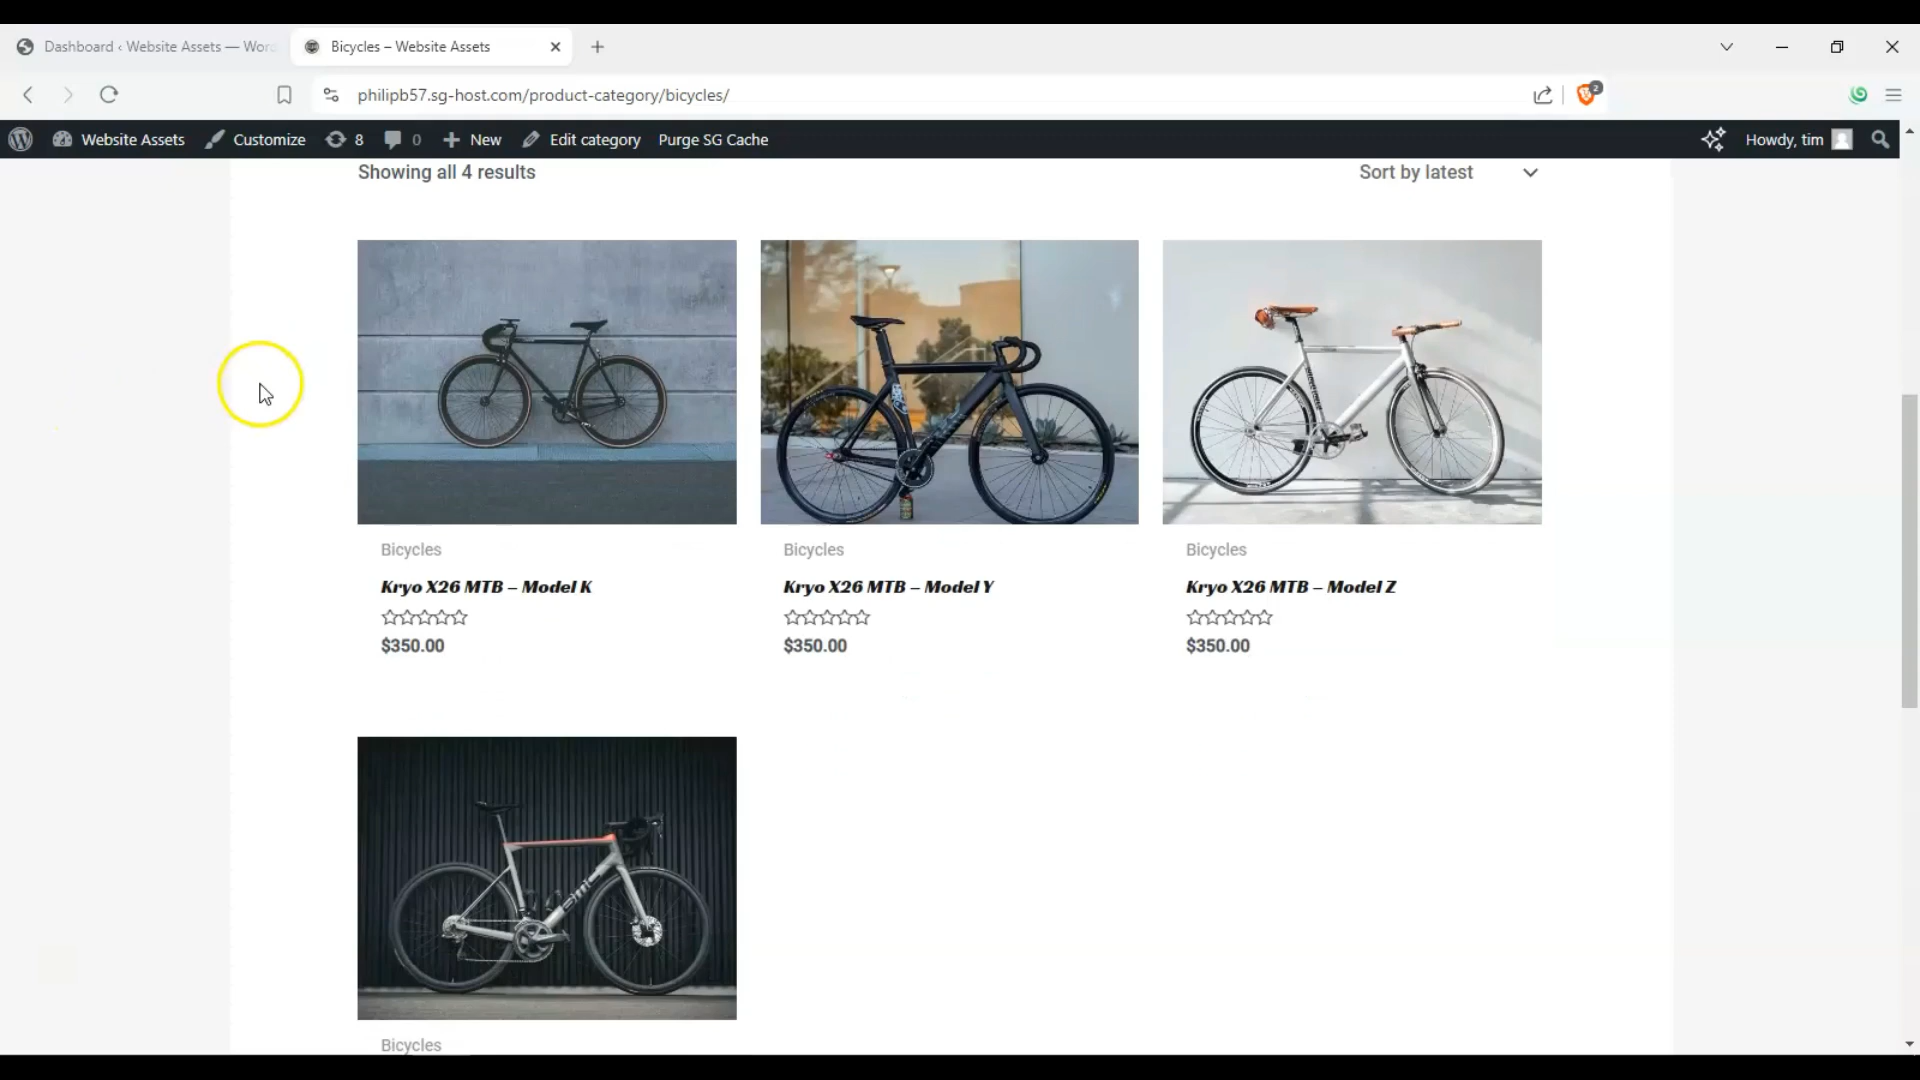 Dashboard ‹ Website Assets — Wor
Bicycles – Website Assets
philipb57.sg-host.com/product-category/bicycles/
2
Website Assets
Customize
8
0
New
Edit category
Purge SG Cache
Howdy, tim
Showing all 4 results
Sort by latest
Bicycles
Kryo X26 MTB – Model K
$350.00
Bicycles
Kryo X26 MTB – Model Y
$350.00
Bicycles
Kryo X26 MTB – Model Z
$350.00
BMC
Bicycles